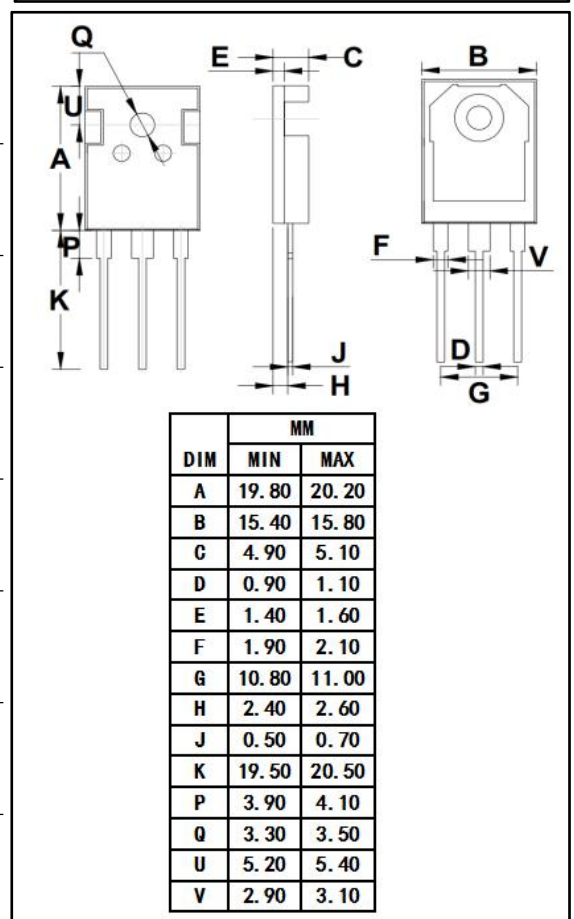 Q
E C B
U
A
P F V
K
J D
H G
MM
DIM MIN MAX
A 19.80 20.20
B 15.40 15.80
C 4.90 5.10
D 0.90 1.10
E 1.40 1.60
F 1.90 2.10
G 10.80 11.00
H 2.40 2.60
J 0.50 0.70
K 19.50 20.50
P 3.90 4.10
Q 3.30 3.50
U 5.20 5.40
V 2.90 3.10